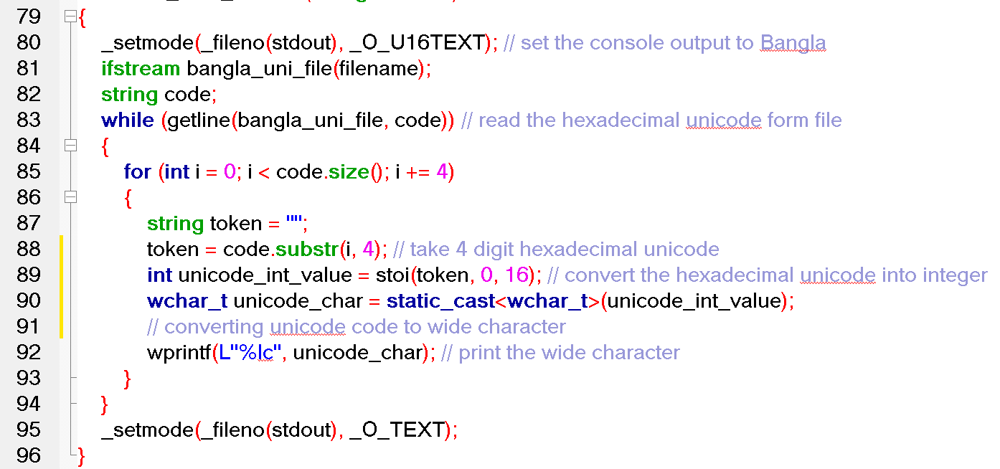 79 {
80 _setmode(_fileno(stdout), _O_U16TEXT); // set the console output to Bangla
81 ifstream bangla_uni_file(filename);
82 string code;
83 while (getline(bangla_uni_file, code)) // read the hexadecimal unicode form file
84 {
85 for (int i = 0; i < code.size(); i += 4)
86 {
87 string token = "";
88 token = code.substr(i, 4); // take 4 digit hexadecimal unicode
89 int unicode_int_value = stoi(token, 0, 16); // convert the hexadecimal unicode into integer
90 wchar_t unicode_char = static_cast<wchar_t>(unicode_int_value);
91 // converting unicode code to wide character
92 wprintf(L"%lc", unicode_char); // print the wide character
93 }
94 }
95 _setmode(_fileno(stdout), _O_TEXT);
96 }